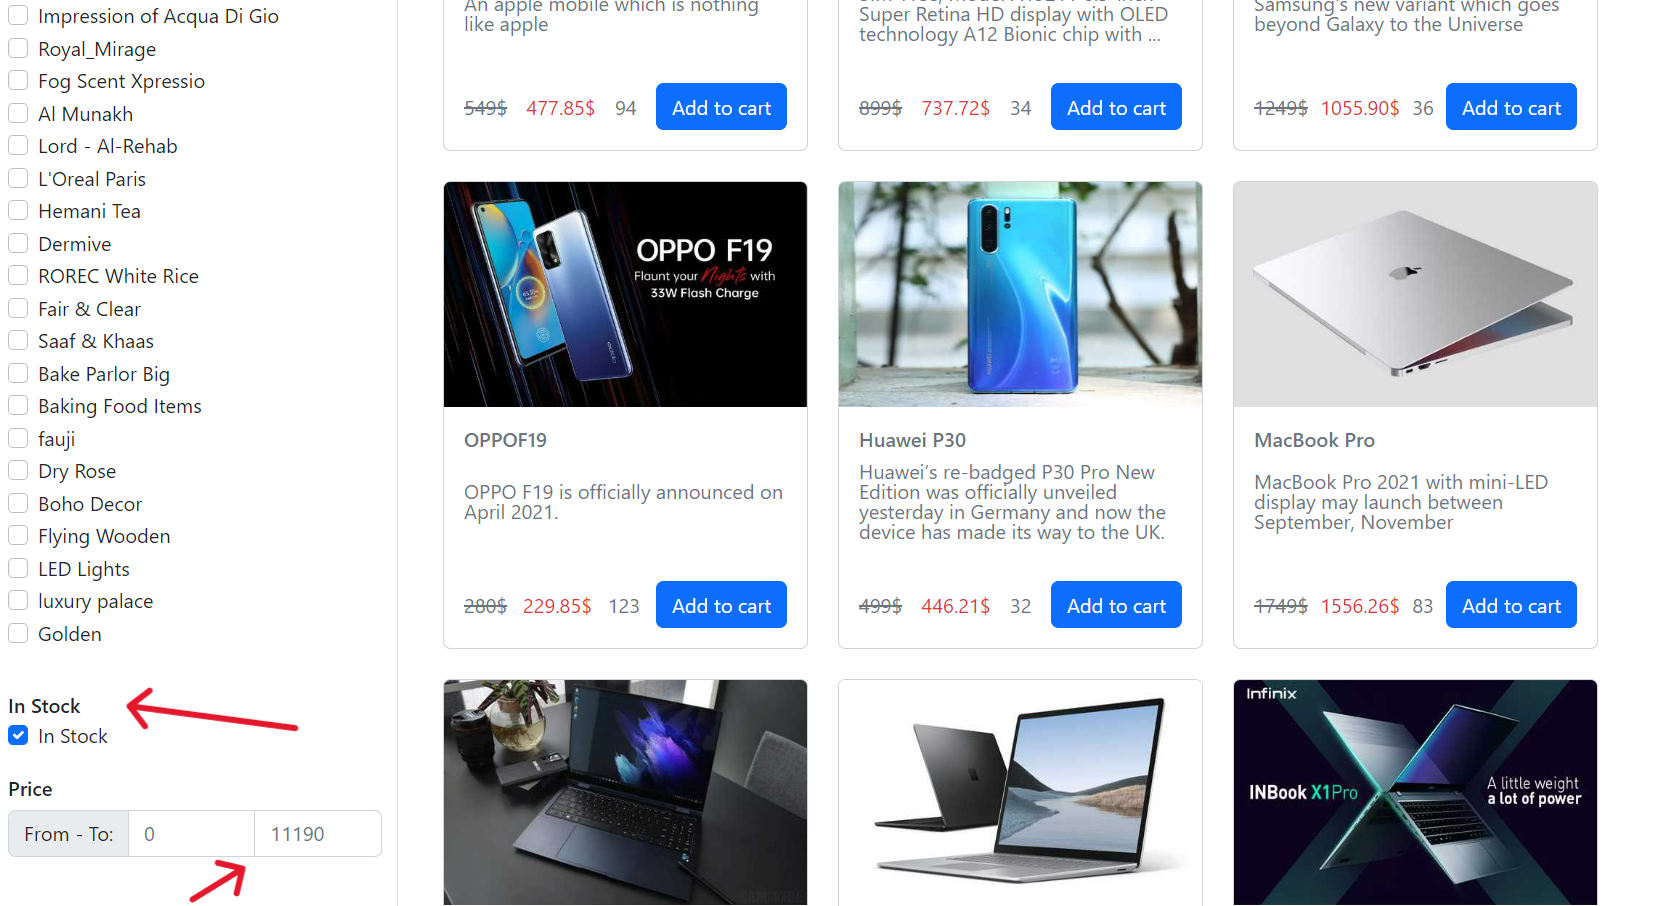 Impression of Acqua Di Gio
Royal_Mirage
Fog Scent Xpressio
Al Munakh
Lord - Al-Rehab
L'Oreal Paris
Hemani Tea
Dermive
ROREC White Rice
Fair & Clear
Saaf & Khaas
Bake Parlor Big
Baking Food Items
fauji
Dry Rose
Boho Decor
Flying Wooden
LED Lights
luxury palace
Golden
In Stock
In Stock
Price
From - To: 0 11190
An apple mobile which is nothing
like apple
549$ 477.85$ 94 Add to cart
Super Retina HD display with OLED
technology A12 Bionic chip with ...
899$ 737.72$ 34 Add to cart
Samsung's new variant which goes
beyond Galaxy to the Universe
1249$ 1055.90$ 36 Add to cart
OPPO F19
Flaunt your Nights with
33W Flash Charge
OPPOF19
OPPO F19 is officially announced on
April 2021.
280$ 229.85$ 123 Add to cart
HUAWEI
Huawei P30
Huawei’s re-badged P30 Pro New
Edition was officially unveiled
yesterday in Germany and now the
device has made its way to the UK.
499$ 446.21$ 32 Add to cart
MacBook Pro
MacBook Pro 2021 with mini-LED
display may launch between
September, November
1749$ 1556.26$ 83 Add to cart
Infinix
INBook X1Pro
A little weight
a lot of power